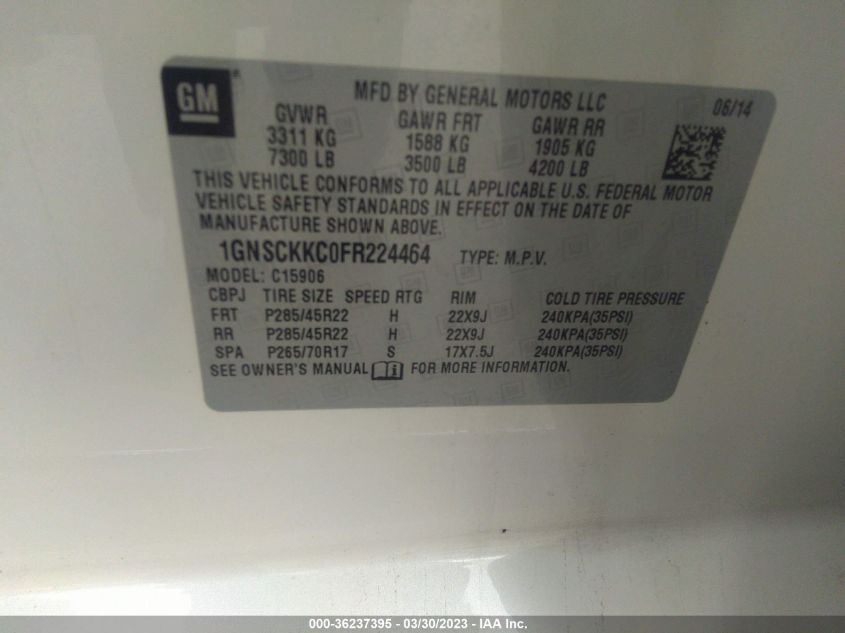 GM
MFD BY GENERAL MOTORS LLC
06/14
GVWR GAWR FRT GAWR RR
3311 KG 1588 KG 1905 KG
7300 LB 3500 LB 4200 LB
THIS VEHICLE CONFORMS TO ALL APPLICABLE U.S. FEDERAL MOTOR
VEHICLE SAFETY STANDARDS IN EFFECT ON THE DATE OF
MANUFACTURE SHOWN ABOVE.
1GNSCKKC0FR224464 TYPE: M.P.V.
MODEL: C15906
CBPJ TIRE SIZE SPEED RTG RIM COLD TIRE PRESSURE
FRT P285/45R22 H 22X9J 240KPA(35PSI)
RR P285/45R22 H 22X9J 240KPA(35PSI)
SPA P265/70R17 S 17X7.5J 240KPA(35PSI)
SEE OWNER'S MANUAL i FOR MORE INFORMATION.
000-36237395 - 03/30/2023 - IAA Inc.